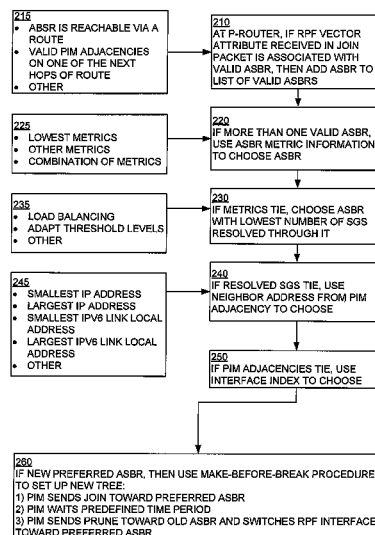 215
• ABSR IS REACHABLE VIA A
ROUTE
• VALID PIM ADJACENCIES
ON ONE OF THE NEXT
HOPS OF ROUTE
• OTHER
210
AT P-ROUTER, IF RPF VECTOR
ATTRIBUTE RECEIVED IN JOIN
PACKET IS ASSOCIATED WITH
VALID ASBR, THEN ADD ASBR TO
LIST OF VALID ASBRS
225
• LOWEST METRICS
• OTHER METRICS
• COMBINATION OF METRICS
220
IF MORE THAN ONE VALID ASBR,
USE ASBR METRIC INFORMATION
TO CHOOSE ASBR
235
• LOAD BALANCING
• ADAPT THRESHOLD LEVELS
• OTHER
230
IF METRICS TIE, CHOOSE ASBR
WITH LOWEST NUMBER OF SGS
RESOLVED THROUGH IT
245
• SMALLEST IP ADDRESS
• LARGEST IP ADDRESS
• SMALLEST IPV6 LINK LOCAL
ADDRESS
• LARGEST IPV6 LINK LOCAL
ADDRESS
• OTHER
240
IF RESOLVED SGS TIE, USE
NEIGHBOR ADDRESS FROM PIM
ADJACENCY TO CHOOSE
250
IF PIM ADJACENCIES TIE, USE
INTERFACE INDEX TO CHOOSE
260
IF NEW PREFERRED ASBR, THEN USE MAKE-BEFORE-BREAK PROCEDURE
TO SET UP NEW TREE:
1) PIM SENDS JOIN TOWARD PREFERRED ASBR
2) PIM WAITS PREDEFINED TIME PERIOD
3) PIM SENDS PRUNE TOWARD OLD ASBR AND SWITCHES RPF INTERFACE
TOWARD PREFERRED ASBR